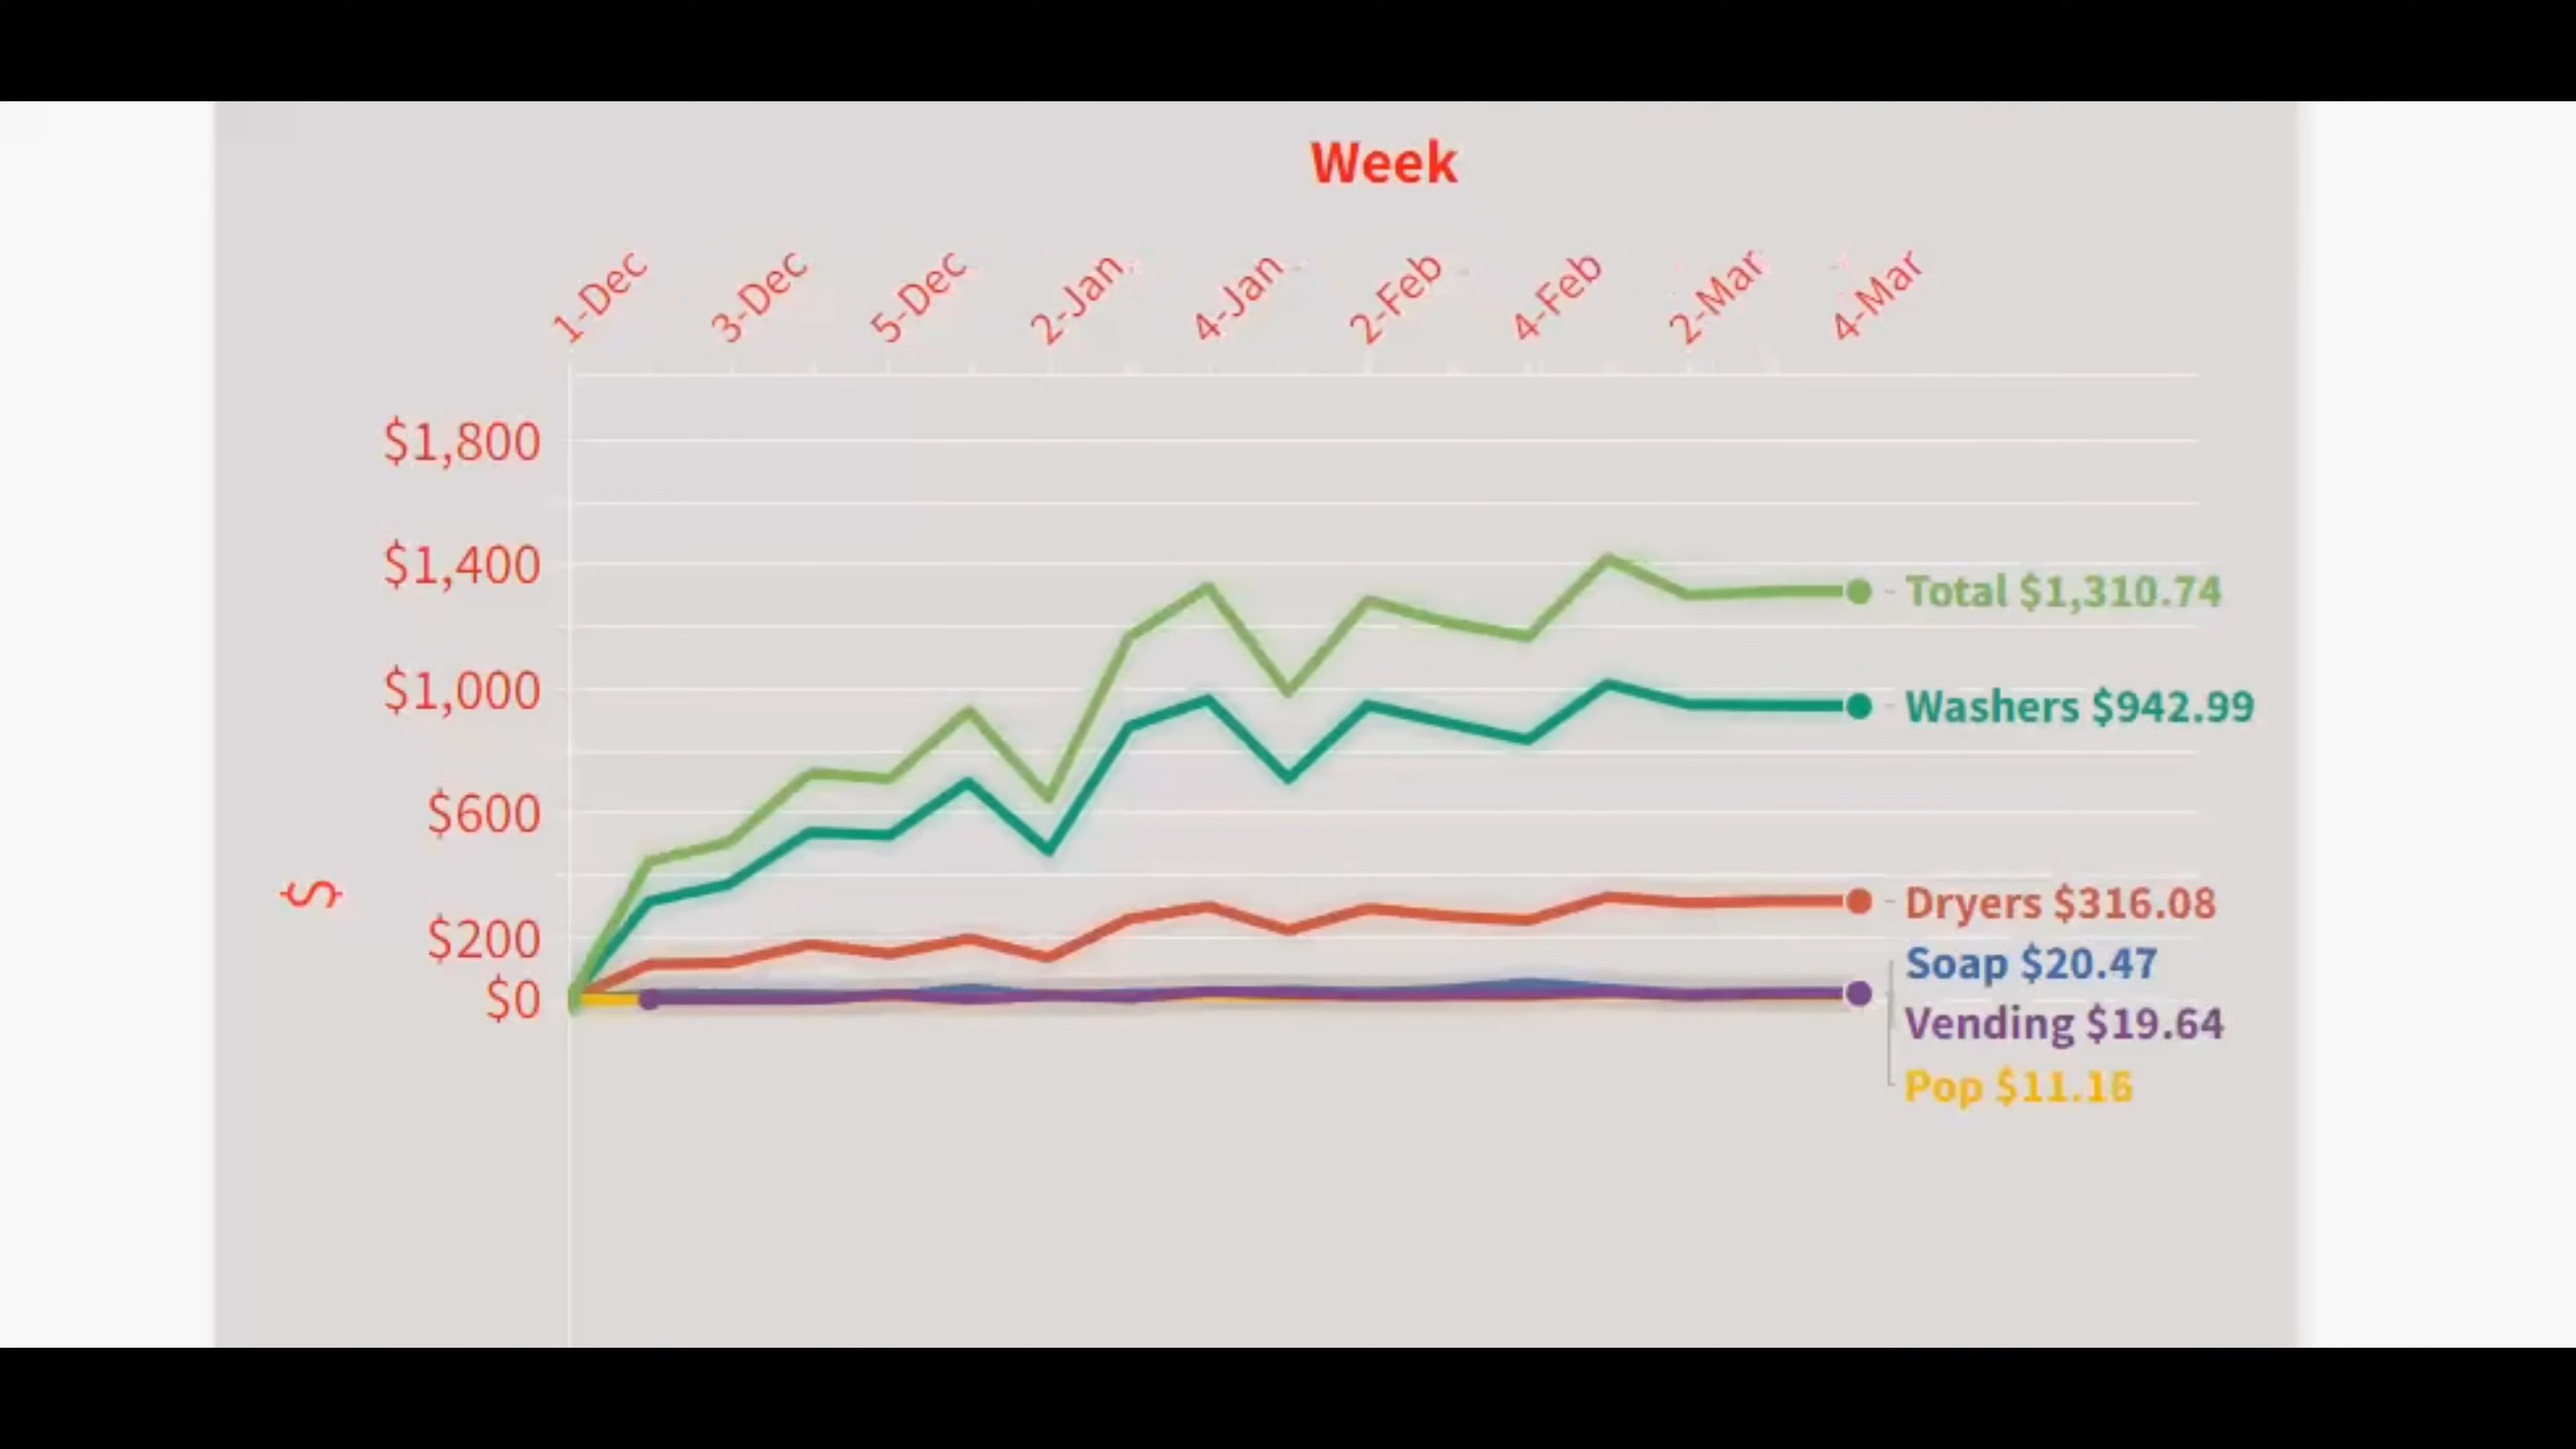 Week
1-Dec
3-Dec
5-Dec
2-Jan
4-Jan
2-Feb
4-Feb
2-Mar
4-Mar
$1,800
$1,400
$1,000
$600
$200
$0
$
Total $1,310.74
Washers $942.99
Dryers $316.08
Soap $20.47
Vending $19.64
Pop $11.16